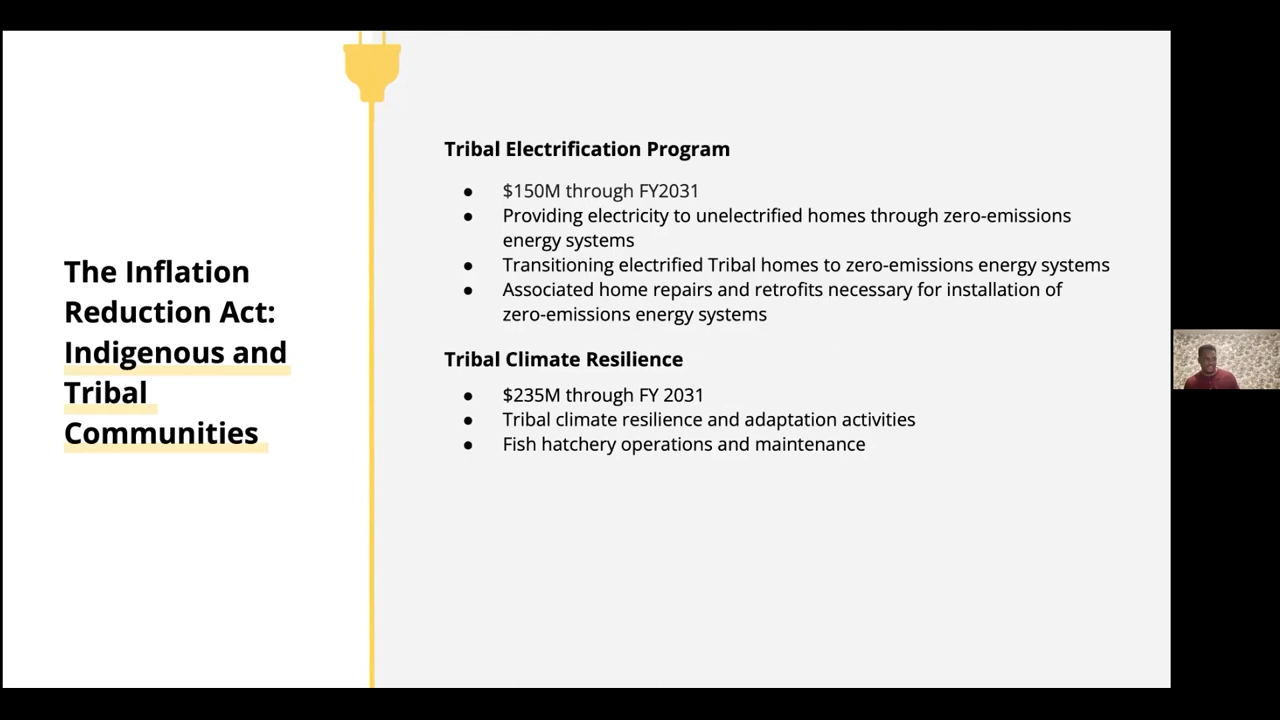 The Inflation
Reduction Act:
Indigenous and
Tribal
Communities
Tribal Electrification Program
● $150M through FY2031
● Providing electricity to unelectrified homes through zero-emissions
energy systems
● Transitioning electrified Tribal homes to zero-emissions energy systems
● Associated home repairs and retrofits necessary for installation of
zero-emissions energy systems
Tribal Climate Resilience
● $235M through FY 2031
● Tribal climate resilience and adaptation activities
● Fish hatchery operations and maintenance